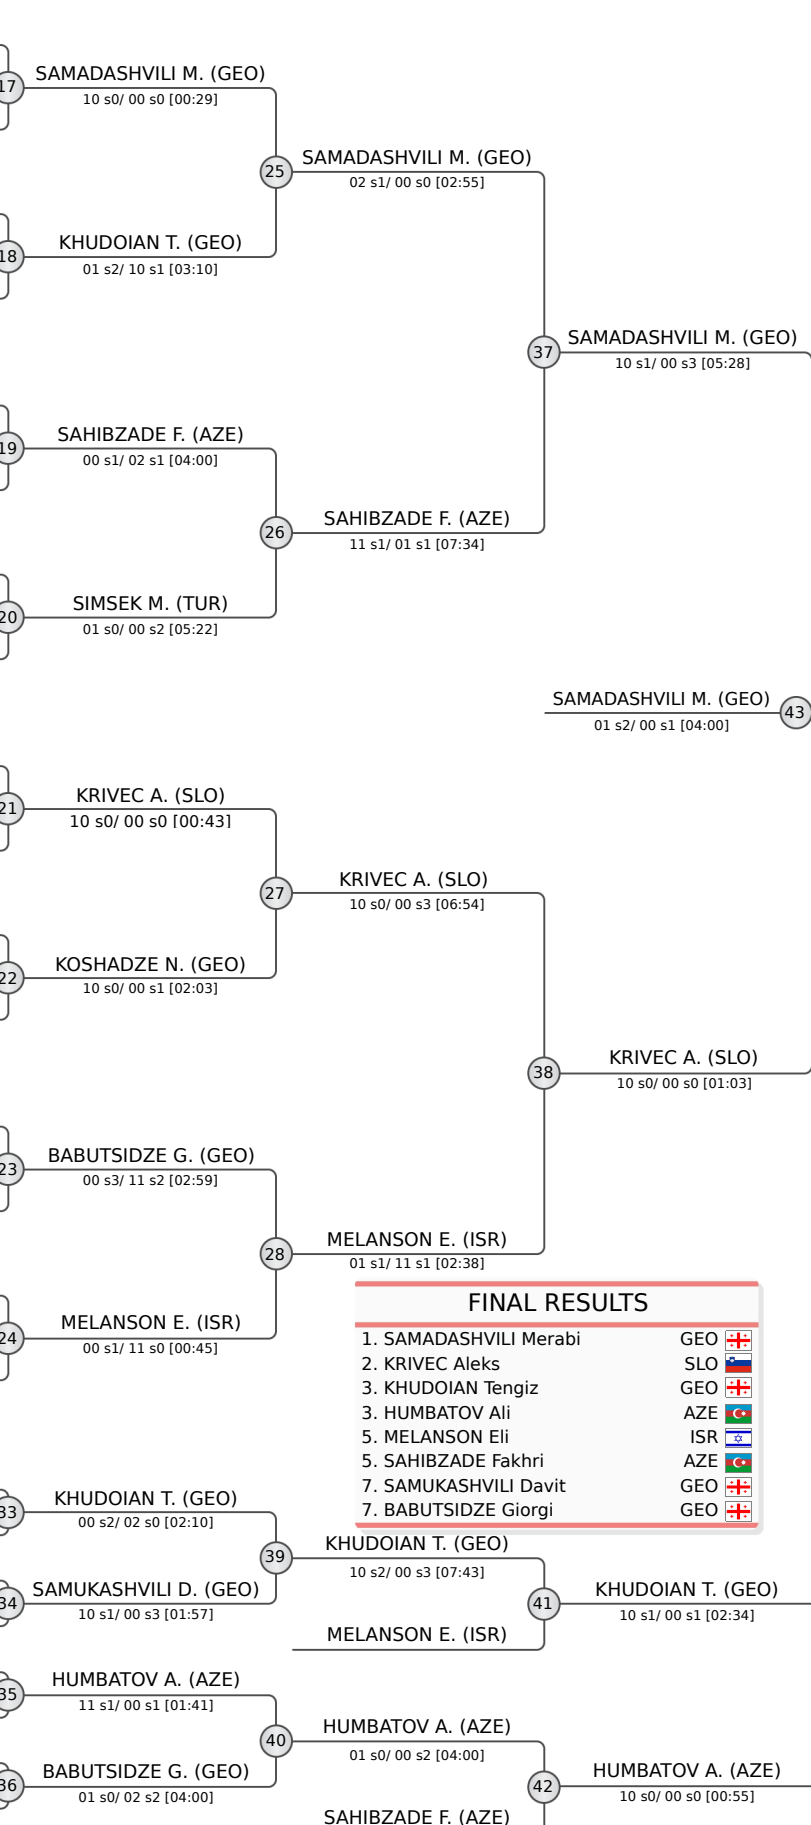 17
SAMADASHVILI M. (GEO)
10 s0/ 00 s0 [00:29]
25
SAMADASHVILI M. (GEO)
02 s1/ 00 s0 [02:55]
18
KHUDOIAN T. (GEO)
01 s2/ 10 s1 [03:10]
37
SAMADASHVILI M. (GEO)
10 s1/ 00 s3 [05:28]
19
SAHIBZADE F. (AZE)
00 s1/ 02 s1 [04:00]
26
SAHIBZADE F. (AZE)
11 s1/ 01 s1 [07:34]
20
SIMSEK M. (TUR)
01 s0/ 00 s2 [05:22]
SAMADASHVILI M. (GEO)
43
01 s2/ 00 s1 [04:00]
21
KRIVEC A. (SLO)
10 s0/ 00 s0 [00:43]
27
KRIVEC A. (SLO)
10 s0/ 00 s3 [06:54]
22
KOSHADZE N. (GEO)
10 s0/ 00 s1 [02:03]
38
KRIVEC A. (SLO)
10 s0/ 00 s0 [01:03]
23
BABUTSIDZE G. (GEO)
00 s3/ 11 s2 [02:59]
28
MELANSON E. (ISR)
01 s1/ 11 s1 [02:38]
24
MELANSON E. (ISR)
00 s1/ 11 s0 [00:45]
FINAL RESULTS
1. SAMADASHVILI Merabi GEO
2. KRIVEC Aleks SLO
3. KHUDOIAN Tengiz GEO
3. HUMBATOV Ali AZE
5. MELANSON Eli ISR
5. SAHIBZADE Fakhri AZE
7. SAMUKASHVILI Davit GEO
7. BABUTSIDZE Giorgi GEO
33
KHUDOIAN T. (GEO)
00 s2/ 02 s0 [02:10]
39
KHUDOIAN T. (GEO)
10 s2/ 00 s3 [07:43]
34
SAMUKASHVILI D. (GEO)
10 s1/ 00 s3 [01:57]
41
KHUDOIAN T. (GEO)
10 s1/ 00 s1 [02:34]
MELANSON E. (ISR)
35
HUMBATOV A. (AZE)
11 s1/ 00 s1 [01:41]
40
HUMBATOV A. (AZE)
01 s0/ 00 s2 [04:00]
36
BABUTSIDZE G. (GEO)
01 s0/ 02 s2 [04:00]
42
HUMBATOV A. (AZE)
10 s0/ 00 s0 [00:55]
SAHIBZADE F. (AZE)